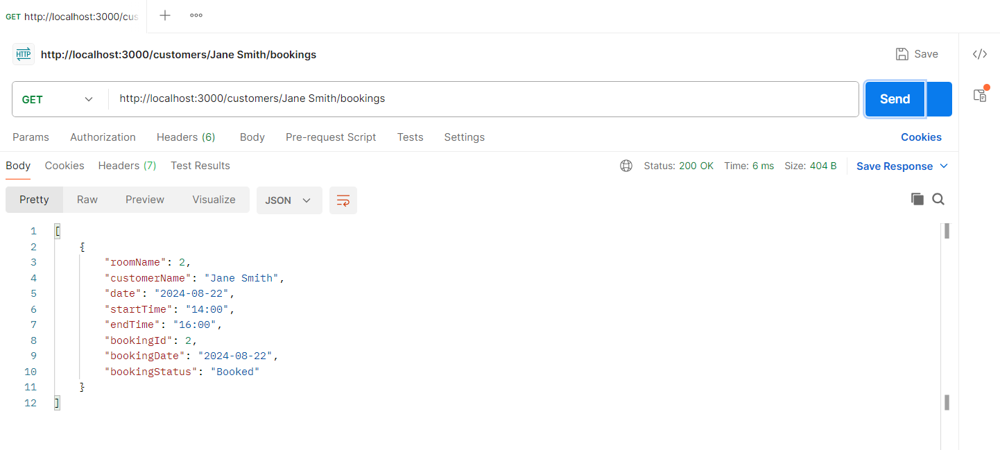 GET http://localhost:3000/cus
HTTP http://localhost:3000/customers/Jane Smith/bookings Save </>
GET http://localhost:3000/customers/Jane Smith/bookings Send
Params Authorization Headers (6) Body Pre-request Script Tests Settings Cookies
Body Cookies Headers (7) Test Results Status: 200 OK Time: 6 ms Size: 404 B Save Response
Pretty Raw Preview Visualize JSON
1 [
2 {
3 "roomName": 2,
4 "customerName": "Jane Smith",
5 "date": "2024-08-22",
6 "startTime": "14:00",
7 "endTime": "16:00",
8 "bookingId": 2,
9 "bookingDate": "2024-08-22",
10 "bookingStatus": "Booked"
11 }
12 ]